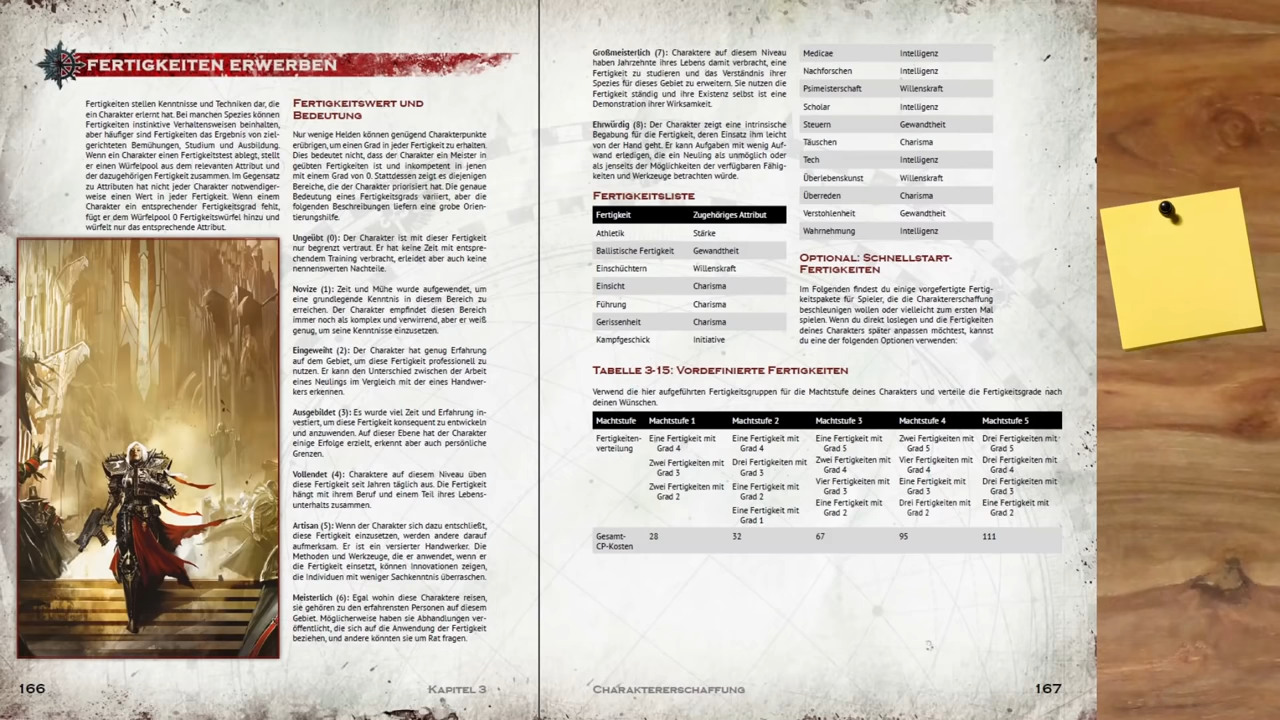 FERTIGKEITEN ERWERBEN
Fertigkeiten stellen Kenntnisse und Techniken dar, die
ein Charakter erlernt hat. Bei manchen Spezies können
Fertigkeiten instinktive Verhaltensweisen beinhalten,
aber häufiger sind Fertigkeiten das Ergebnis von ziel-
gerichteten Bemühungen, Studium und Ausbildung.
Wenn ein Charakter einen Fertigkeitstest ablegt, stellt
er einen Würfelpool aus dem relevanten Attribut und
der dazugehörigen Fertigkeit zusammen. Im Gegensatz
zu Attributen hat nicht jeder Charakter notwendiger-
weise einen Wert in jeder Fertigkeit. Wenn einem
Charakter ein entsprechender Fertigkeitsgrad fehlt,
fügt er dem Würfelpool 0 Fertigkeitswürfel hinzu und
würfelt nur das entsprechende Attribut.
FERTIGKEITSWERT UND
BEDEUTUNG
Nur wenige Helden können genügend Charakterpunkte
erübrigen, um einen Grad in jeder Fertigkeit zu erhalten.
Dies bedeutet nicht, dass der Charakter ein Meister in
geübten Fertigkeiten ist und inkompetent in jenen
mit einem Grad von 0. Stattdessen zeigt es diejenigen
Bereiche, die der Charakter priorisiert hat. Die genaue
Bedeutung eines Fertigkeitsgrads variiert, aber die
folgenden Beschreibungen liefern eine grobe Orien-
tierungshilfe.
Ungeübt (0): Der Charakter ist mit dieser Fertigkeit
nur begrenzt vertraut. Er hat keine Zeit mit entspre-
chendem Training verbracht, erleidet aber auch keine
nennenswerten Nachteile.
Novize (1): Zeit und Mühe wurde aufgewendet, um
eine grundlegende Kenntnis in diesem Bereich zu
erreichen. Der Charakter empfindet diesen Bereich
immer noch als komplex und verwirrend, aber er weiß
genug, um seine Kenntnisse einzusetzen.
Eingeweiht (2): Der Charakter hat genug Erfahrung
auf dem Gebiet, um diese Fertigkeit professionell zu
nutzen. Er kann den Unterschied zwischen der Arbeit
eines Neulings im Vergleich mit der eines Handwer-
kers erkennen.
Ausgebildet (3): Es wurde viel Zeit und Erfahrung in-
vestiert, um diese Fertigkeit konsequent zu entwickeln
und anzuwenden. Auf dieser Ebene hat der Charakter
einige Erfolge erzielt, erkennt aber auch persönliche
Grenzen.
Vollendet (4): Charaktere auf diesem Niveau üben
diese Fertigkeit seit Jahren täglich aus. Die Fertigkeit
hängt mit ihrem Beruf und einem Teil ihres Lebens-
unterhalts zusammen.
Artisan (5): Wenn der Charakter sich dazu entschließt,
diese Fertigkeit einzusetzen, werden andere darauf
aufmerksam. Er ist ein versierter Handwerker. Die
Methoden und Werkzeuge, die er anwendet, wenn er
die Fertigkeit einsetzt, können Innovationen zeigen,
die Individuen mit weniger Sachkenntnis überraschen.
Meisterlich (6): Egal wohin diese Charaktere reisen,
sie gehören zu den erfahrensten Personen auf diesem
Gebiet. Möglicherweise haben sie Abhandlungen ver-
öffentlicht, die sich auf die Anwendung der Fertigkeit
beziehen, und andere könnten sie um Rat fragen.
166
KAPITEL 3
Großmeisterlich (7): Charaktere auf diesem Niveau
haben Jahrzehnte ihres Lebens damit verbracht, eine
Fertigkeit zu studieren und das Verständnis ihrer
Spezies für dieses Gebiet zu erweitern. Sie nutzen die
Fertigkeit ständig und ihre Existenz selbst ist eine
Demonstration ihrer Wirksamkeit.
Ehrwürdig (8): Der Charakter zeigt eine intrinsische
Begabung für die Fertigkeit, deren Einsatz ihm leicht
von der Hand geht. Er kann Aufgaben mit wenig Auf-
wand erledigen, die ein Neuling als unmöglich oder
als jenseits der Möglichkeiten der verfügbaren Fähig-
keiten und Werkzeuge betrachten würde.
FERTIGKEITSLISTE
Fertigkeit Zugehöriges Attribut
Athletik Stärke
Ballistische Fertigkeit Gewandtheit
Einschüchtern Willenskraft
Einsicht Charisma
Führung Charisma
Gerissenheit Charisma
Kampfgeschick Initiative
Medicae Intelligenz
Nachforschen Intelligenz
Psimeisterschaft Willenskraft
Scholar Intelligenz
Steuern Gewandtheit
Täuschen Charisma
Tech Intelligenz
Überlebenskunst Willenskraft
Überreden Charisma
Verstohlenheit Gewandtheit
Wahrnehmung Intelligenz
OPTIONAL: SCHNELLSTART-
FERTIGKEITEN
Im Folgenden findest du einige vorgefertigte Fertig-
keitspakete für Spieler, die die Charaktererschaffung
beschleunigen wollen oder vielleicht zum ersten Mal
spielen. Wenn du direkt loslegen und die Fertigkeiten
deines Charakters später anpassen möchtest, kannst
du eine der folgenden Optionen verwenden:
TABELLE 3-15: VORDEFINIERTE FERTIGKEITEN
Verwend die hier aufgeführten Fertigkeitsgruppen für die Machtstufe deines Charakters und verteile die Fertigkeitsgrade nach
deinen Wünschen.
Machtstufe Machtstufe 1 Machtstufe 2 Machtstufe 3 Machtstufe 4 Machtstufe 5
Fertigkeiten- Eine Fertigkeit mit Eine Fertigkeit mit Eine Fertigkeit mit Zwei Fertigkeiten mit Drei Fertigkeiten mit
verteilung Grad 4 Grad 4 Grad 5 Grad 5 Grad 5
Zwei Fertigkeiten mit Drei Fertigkeiten mit Zwei Fertigkeiten mit Vier Fertigkeiten mit Drei Fertigkeiten mit
Grad 3 Grad 3 Grad 4 Grad 4 Grad 4
Zwei Fertigkeiten mit Eine Fertigkeit mit Vier Fertigkeiten mit Eine Fertigkeit mit Drei Fertigkeiten mit
Grad 2 Grad 2 Grad 3 Grad 3 Grad 3
Eine Fertigkeit mit Eine Fertigkeit mit Drei Fertigkeiten mit Eine Fertigkeit mit
Grad 1 Grad 2 Grad 2 Grad 2
Gesamt- 28 32 67 95 111
CP-Kosten
CHARAKTERERSCHAFFUNG
167